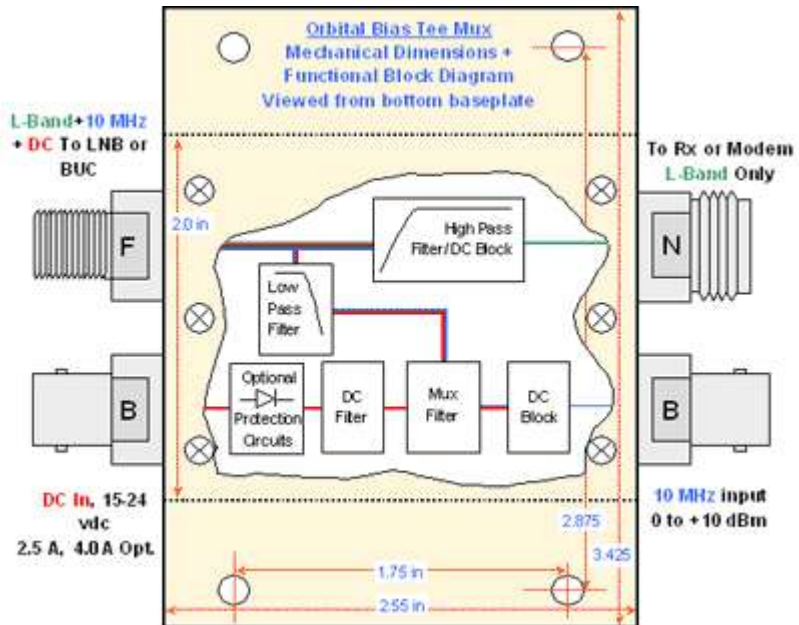 Orbital Bias Tee Mux
Mechanical Dimensions +
Functional Block Diagram
Viewed from bottom baseplate
L-Band+10 MHz
+ DC To LNB or
BUC
To Rx or Modem
L-Band Only
2.0 in
F
High Pass
Filter/DC Block
N
Low
Pass
Filter
B
Optional
Protection
Circuits
DC
Filter
Mux
Filter
DC
Block
B
DC In, 15-24
vdc
2.5 A, 4.0 A Opt.
10 MHz input
0 to +10 dBm
2.875
3.425
1.75 in
2.55 in